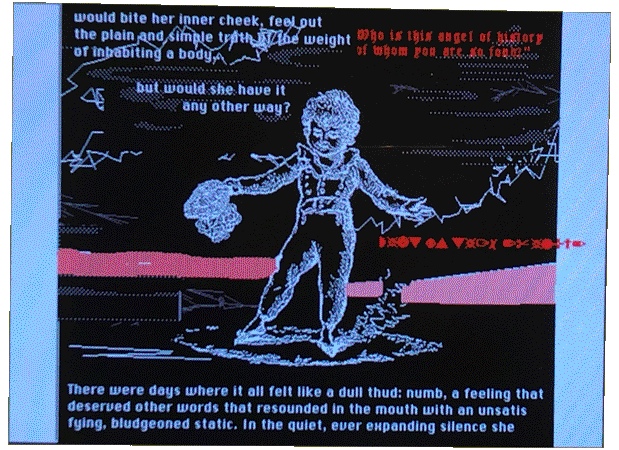 would bite her inner cheek, feel out
the plain and simple truth of the weight
of inhabiting a body,
Who is this angel of history
of whom you are so fond?"
but would she have it
any other way?
There were days where it all felt like a dull thud: numb, a feeling that
deserved other words that resounded in the mouth with an unsatis
fying, bludgeoned static. In the quiet, ever expanding silence she